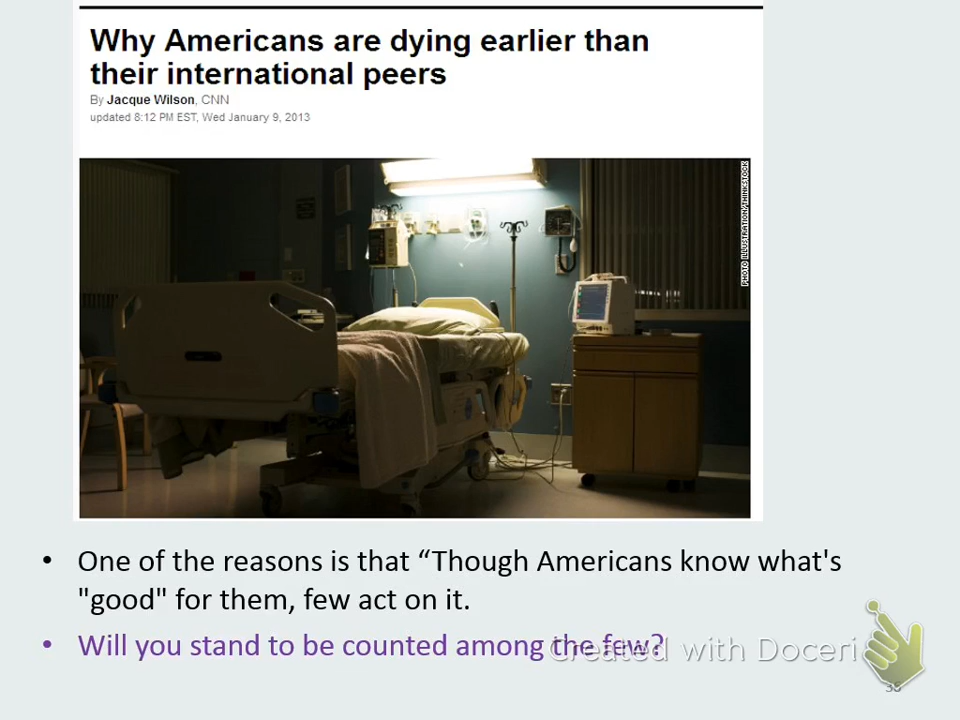 Why Americans are dying earlier than
their international peers
By Jacque Wilson, CNN
updated 8:12 PM EST, Wed January 9, 2013
PHOTO ILLUSTRATION/THINKSTOCK
• One of the reasons is that “Though Americans know what's
"good" for them, few act on it.
• Will you stand to be counted among the few?
Created with Doceri